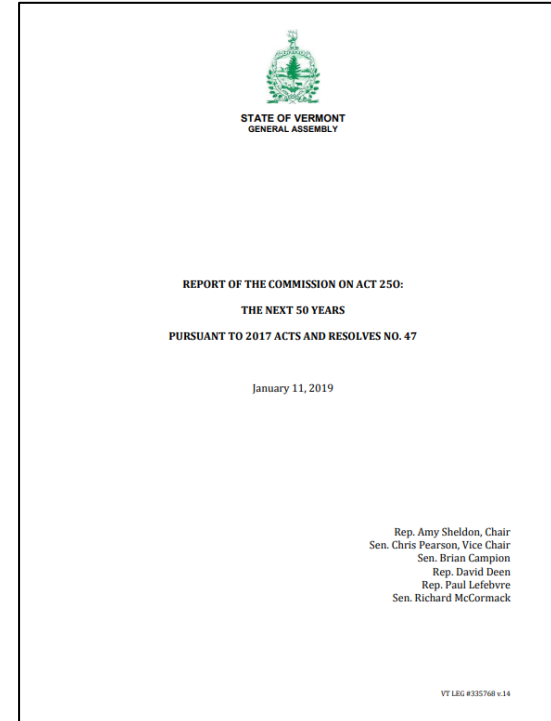 STATE OF VERMONT
GENERAL ASSEMBLY
REPORT OF THE COMMISSION ON ACT 250:
THE NEXT 50 YEARS
PURSUANT TO 2017 ACTS AND RESOLVES NO. 47
January 11, 2019
Rep. Amy Sheldon, Chair
Sen. Chris Pearson, Vice Chair
Sen. Brian Campion
Rep. David Deen
Rep. Paul Lefebvre
Sen. Richard McCormack
VT LEG #335768 v.14